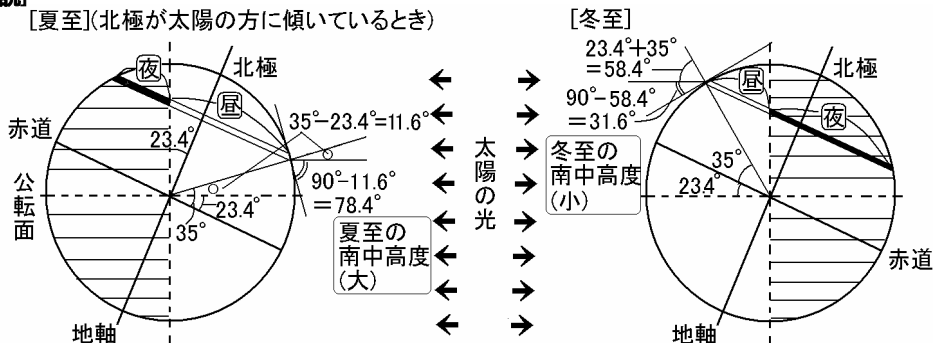 [夏至](北極が太陽の方に傾いているとき)
夜
北極
昼
赤道
23.4°
35°-23.4°=11.6°
公転面
23.4°
35°
90°-11.6°
=78.4°
夏至の
南中高度
(大)
地軸
太陽の光
[冬至]
23.4°+35°
=58.4°
90°-58.4°
=31.6°
北極
昼
夜
冬至の
南中高度
(小)
35°
23.4°
赤道
地軸